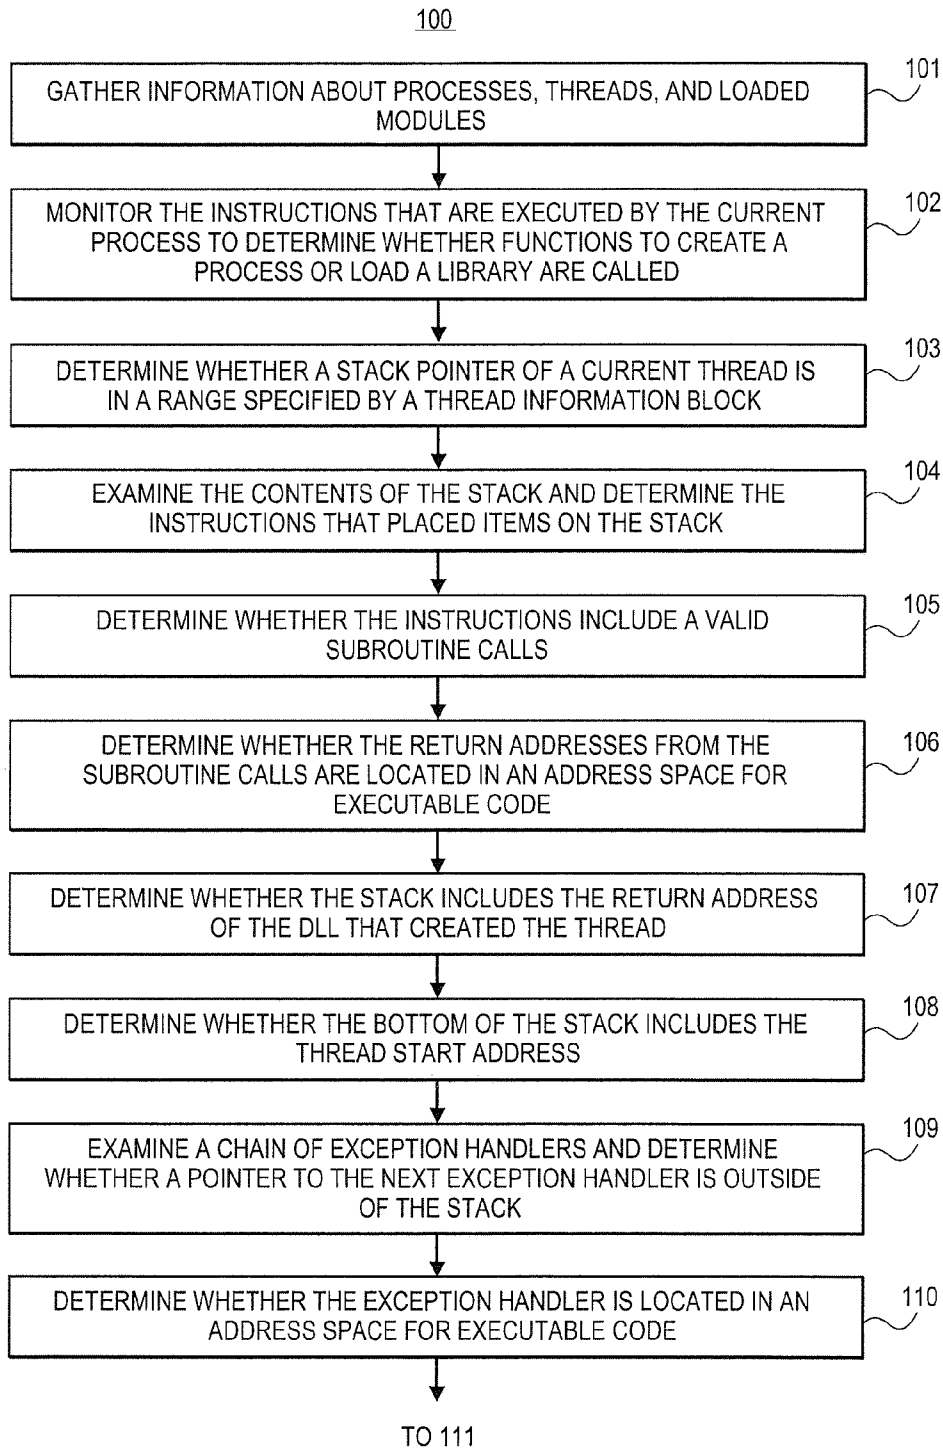 100
101
GATHER INFORMATION ABOUT PROCESSES, THREADS, AND LOADED
MODULES
102
MONITOR THE INSTRUCTIONS THAT ARE EXECUTED BY THE CURRENT
PROCESS TO DETERMINE WHETHER FUNCTIONS TO CREATE A
PROCESS OR LOAD A LIBRARY ARE CALLED
103
DETERMINE WHETHER A STACK POINTER OF A CURRENT THREAD IS
IN A RANGE SPECIFIED BY A THREAD INFORMATION BLOCK
104
EXAMINE THE CONTENTS OF THE STACK AND DETERMINE THE
INSTRUCTIONS THAT PLACED ITEMS ON THE STACK
105
DETERMINE WHETHER THE INSTRUCTIONS INCLUDE A VALID
SUBROUTINE CALLS
106
DETERMINE WHETHER THE RETURN ADDRESSES FROM THE
SUBROUTINE CALLS ARE LOCATED IN AN ADDRESS SPACE FOR
EXECUTABLE CODE
107
DETERMINE WHETHER THE STACK INCLUDES THE RETURN ADDRESS
OF THE DLL THAT CREATED THE THREAD
108
DETERMINE WHETHER THE BOTTOM OF THE STACK INCLUDES THE
THREAD START ADDRESS
109
EXAMINE A CHAIN OF EXCEPTION HANDLERS AND DETERMINE
WHETHER A POINTER TO THE NEXT EXCEPTION HANDLER IS OUTSIDE
OF THE STACK
110
DETERMINE WHETHER THE EXCEPTION HANDLER IS LOCATED IN AN
ADDRESS SPACE FOR EXECUTABLE CODE
TO 111